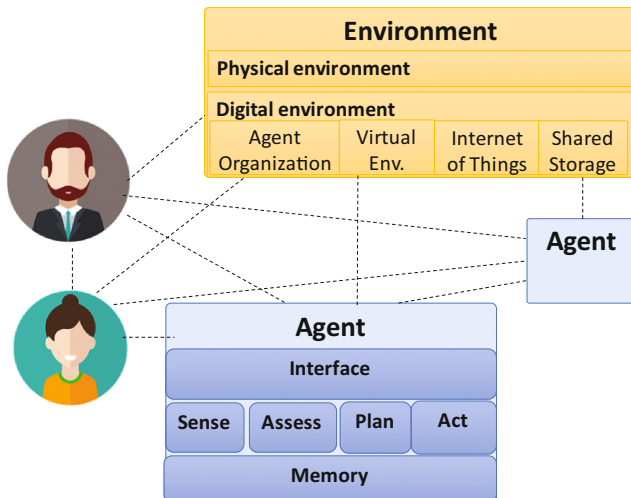 Environment
Physical environment
Digital environment
Agent
Organization
Virtual
Env.
Internet
of Things
Shared
Storage
Agent
Agent
Interface
Sense
Assess
Plan
Act
Memory